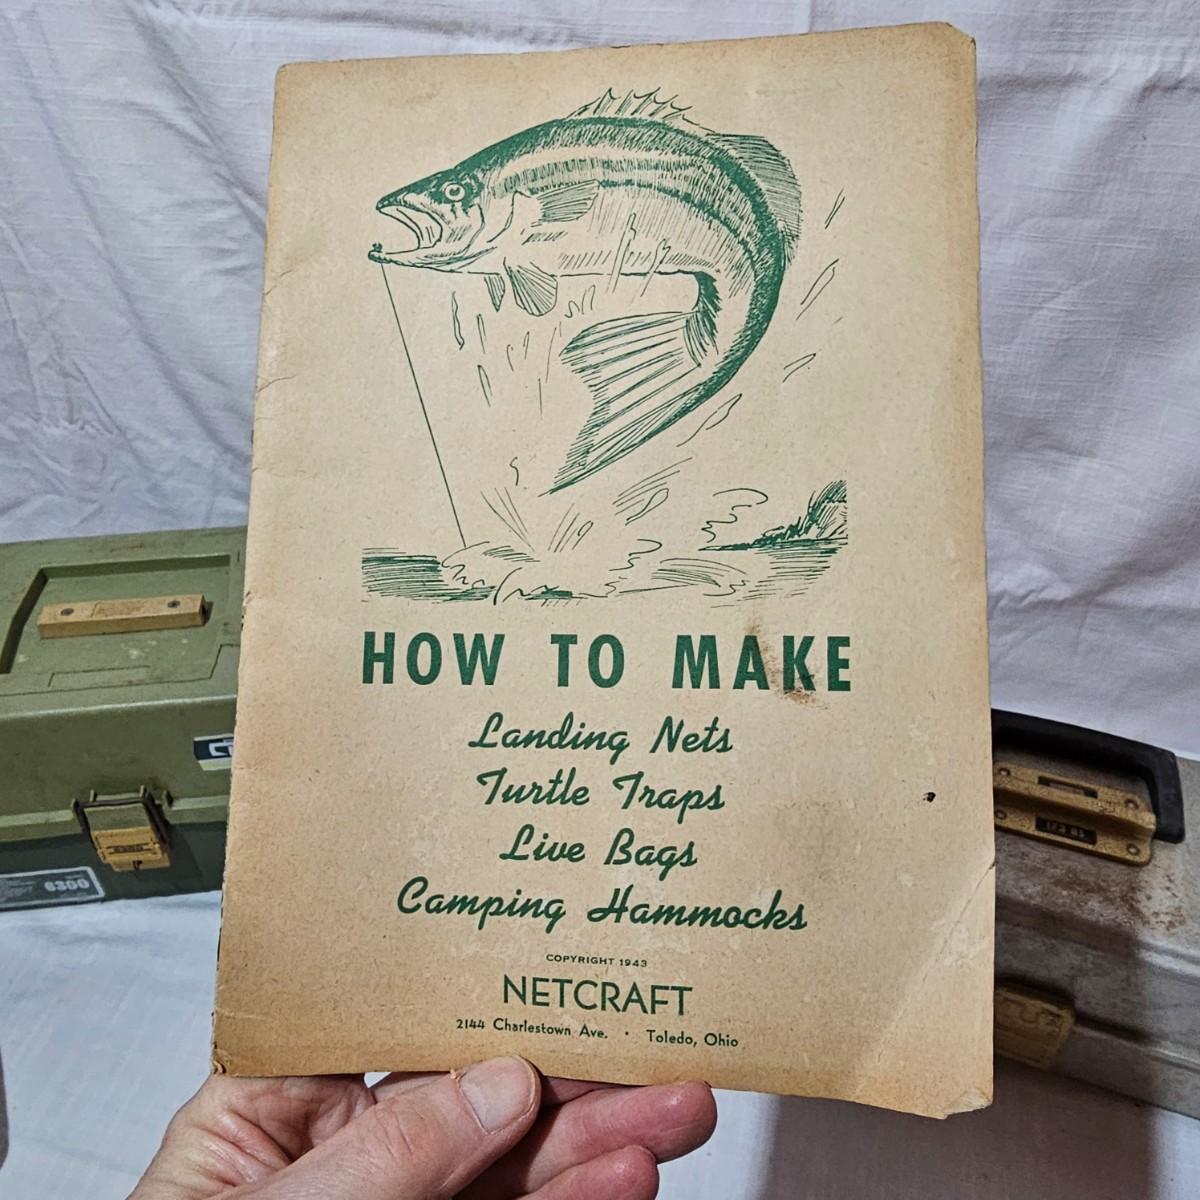 HOW TO MAKE
Landing Nets
Turtle Traps
Live Bags
Camping Hammocks
COPYRIGHT 1943
NETCRAFT
2144 Charlestown Ave. • Toledo, Ohio
6300